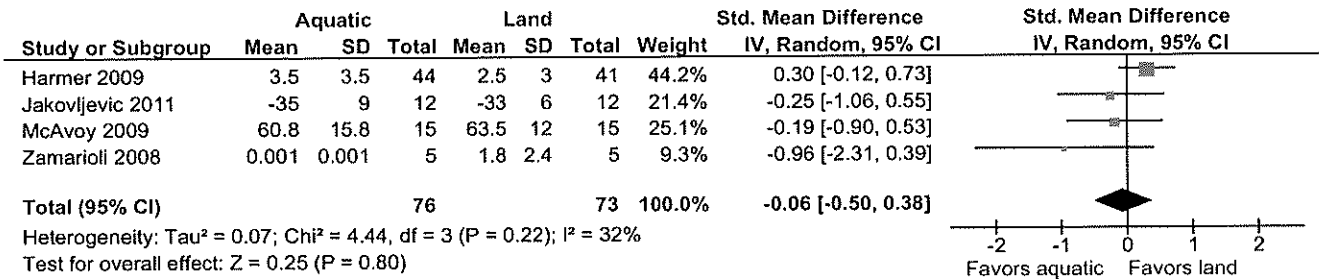 Aquatic Land Std. Mean Difference Std. Mean Difference
Study or Subgroup Mean SD Total Mean SD Total Weight IV, Random, 95% CI IV, Random, 95% CI
Harmer 2009 3.5 3.5 44 2.5 3 41 44.2% 0.30 [-0.12, 0.73]
Jakovljevic 2011 -35 9 12 -33 6 12 21.4% -0.25 [-1.06, 0.55]
McAvoy 2009 60.8 15.8 15 63.5 12 15 25.1% -0.19 [-0.90, 0.53]
Zamarioli 2008 0.001 0.001 5 1.8 2.4 5 9.3% -0.96 [-2.31, 0.39]
Total (95% CI) 76 73 100.0% -0.06 [-0.50, 0.38]
Heterogeneity: Tau² = 0.07; Chi² = 4.44, df = 3 (P = 0.22); I² = 32%
Test for overall effect: Z = 0.25 (P = 0.80)
-2 -1 0 1 2
Favors aquatic Favors land